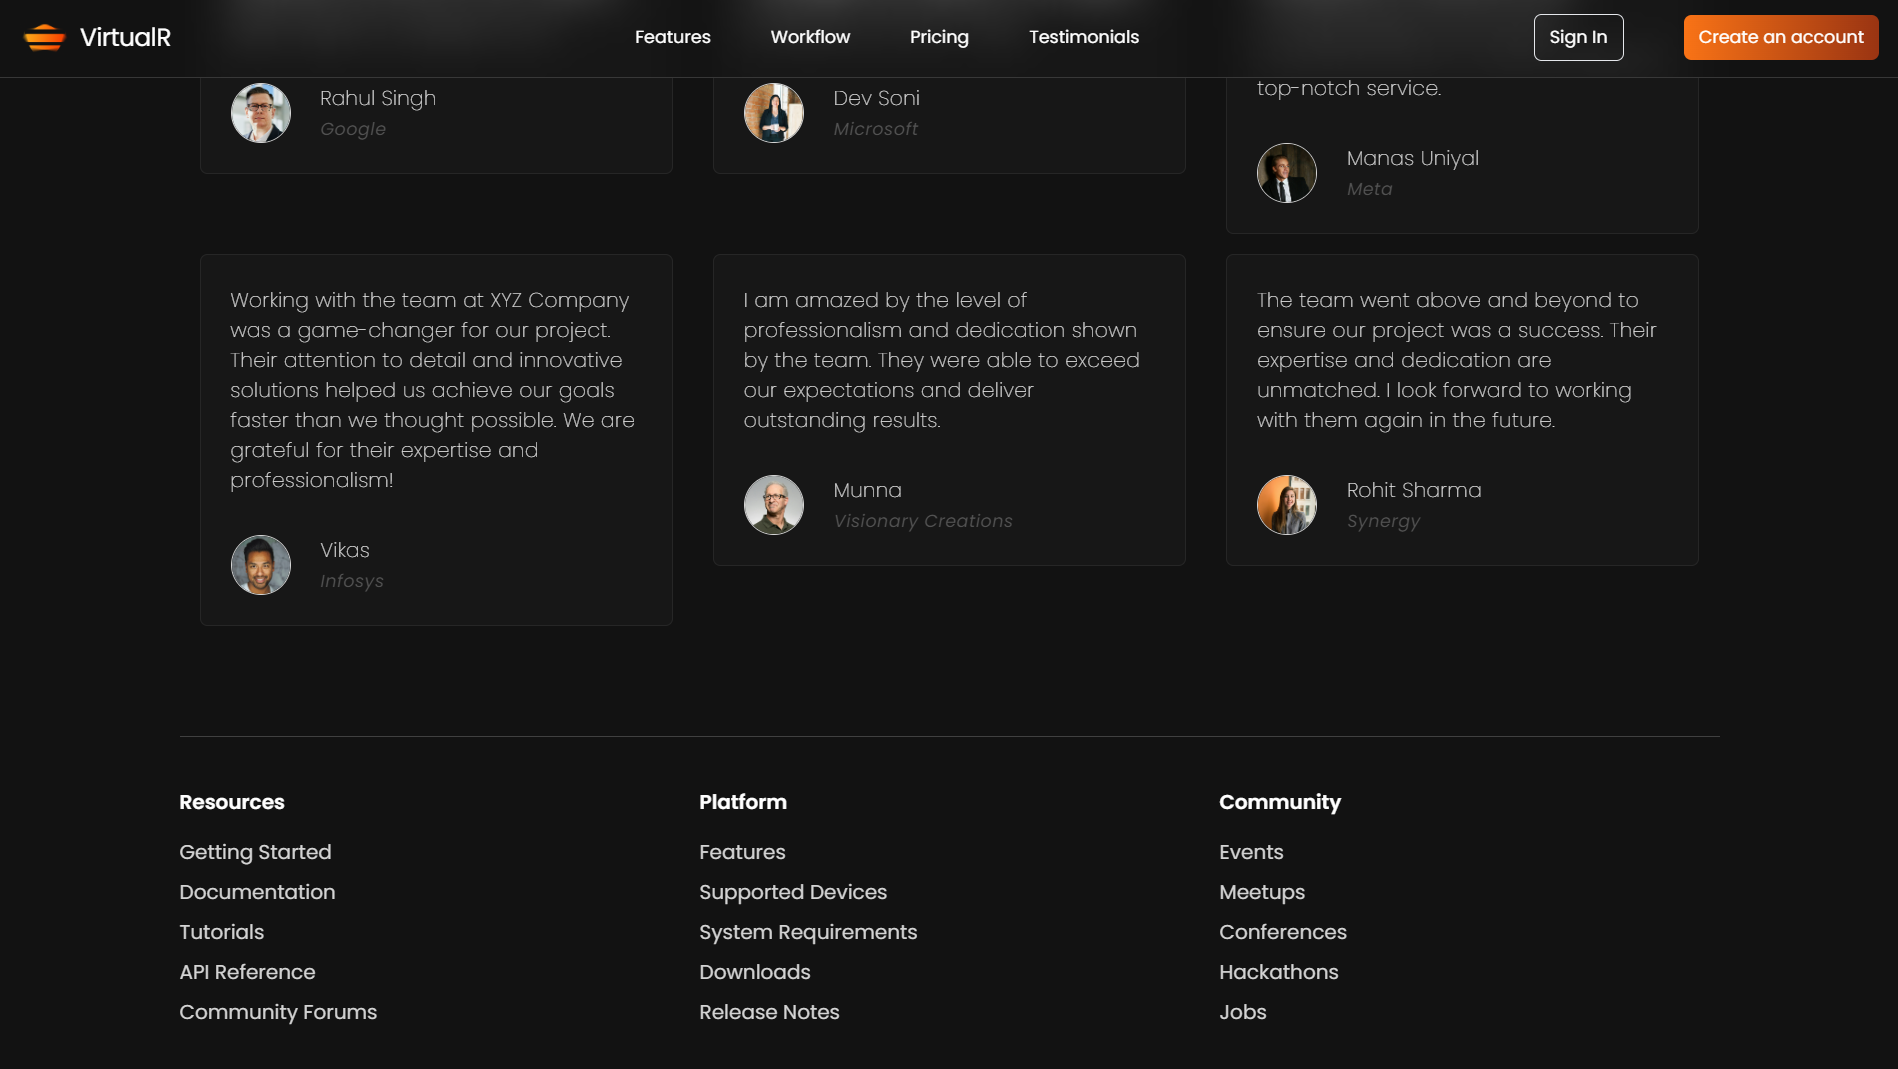 VirtualR
Features
Workflow
Pricing
Testimonials
Sign In
Create an account
Rahul Singh
Google
Dev Soni
Microsoft
top-notch service.
Manas Uniyal
Meta
Working with the team at XYZ Company
was a game-changer for our project.
Their attention to detail and innovative
solutions helped us achieve our goals
faster than we thought possible. We are
grateful for their expertise and
professionalism!
Vikas
Infosys
I am amazed by the level of
professionalism and dedication shown
by the team. They were able to exceed
our expectations and deliver
outstanding results.
Munna
Visionary Creations
The team went above and beyond to
ensure our project was a success. Their
expertise and dedication are
unmatched. I look forward to working
with them again in the future.
Rohit Sharma
Synergy
Resources
Getting Started
Documentation
Tutorials
API Reference
Community Forums
Platform
Features
Supported Devices
System Requirements
Downloads
Release Notes
Community
Events
Meetups
Conferences
Hackathons
Jobs